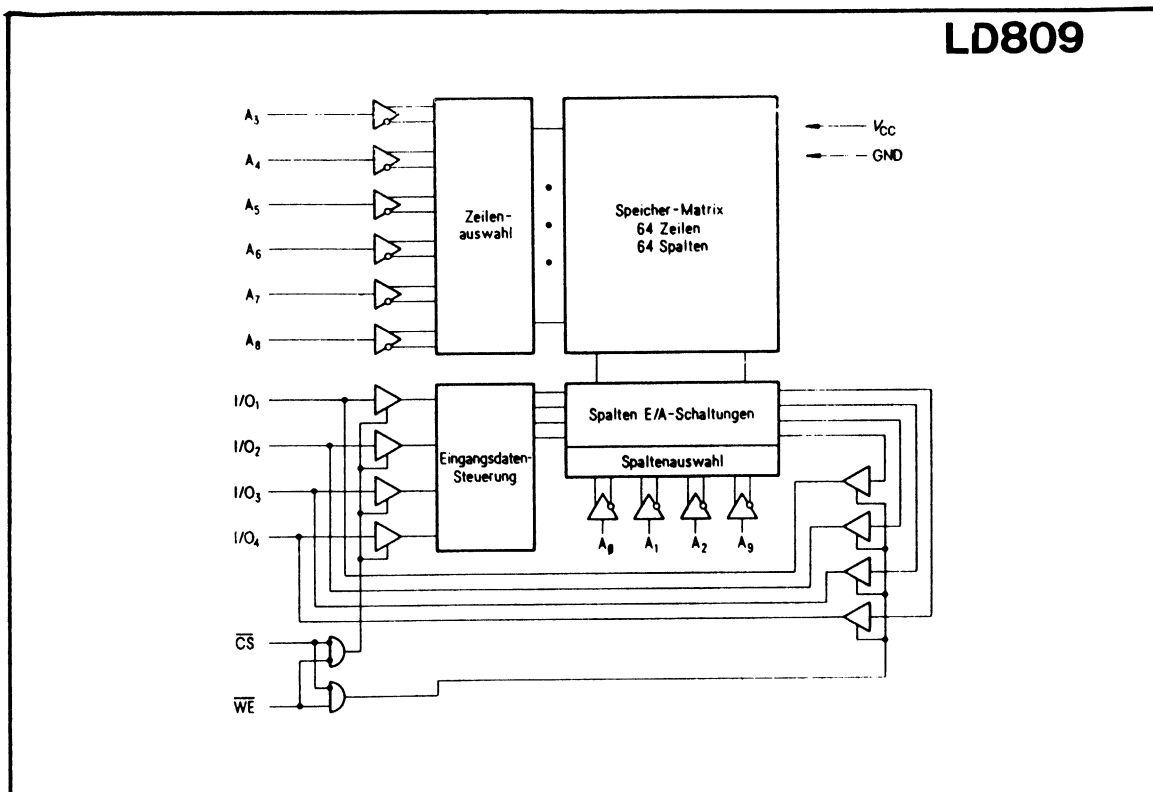 LD809
A3
A4
A5
A6
A7
A8
Zeilen-
auswahl
Speicher-Matrix
64 Zeilen
64 Spalten
VCC
GND
I/O1
I/O2
I/O3
I/O4
Eingangsdaten-
Steuerung
Spalten E/A-Schaltungen
Spaltenauswahl
A0 A1 A2 A9
CS
WE